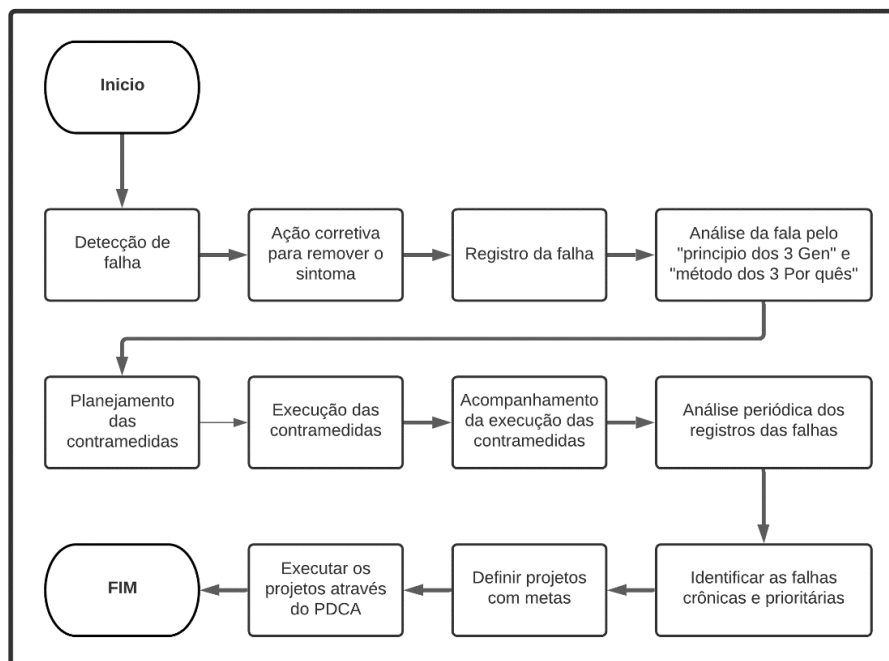 Inicio
Detecção de
falha
Ação corretiva
para remover o
sintoma
Registro da falha
Análise da fala pelo
"principio dos 3 Gen" e
"método dos 3 Por quês"
Planejamento
das
contramedidas
Execução das
contramedidas
Acompanhamento
da execução das
contramedidas
Análise periódica dos
registros das falhas
FIM
Executar os
projetos através
do PDCA
Definir projetos
com metas
Identificar as falhas
crônicas e prioritárias